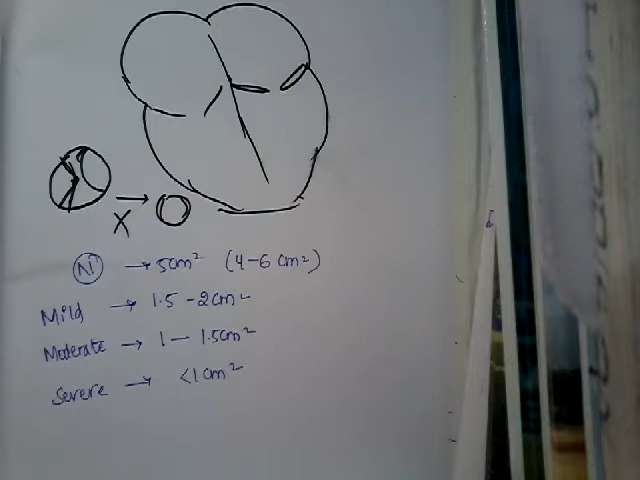 X
N → 5cm² (4-6 cm²)
Mild → 1.5 - 2cm²
Moderate → 1 - 1.5cm²
Severe → <1cm²